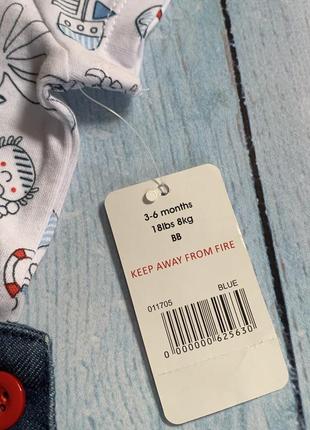 3-6 months
18lbs 8kg
BB
KEEP AWAY FROM FIRE
011705 BLUE
0 000000 625630